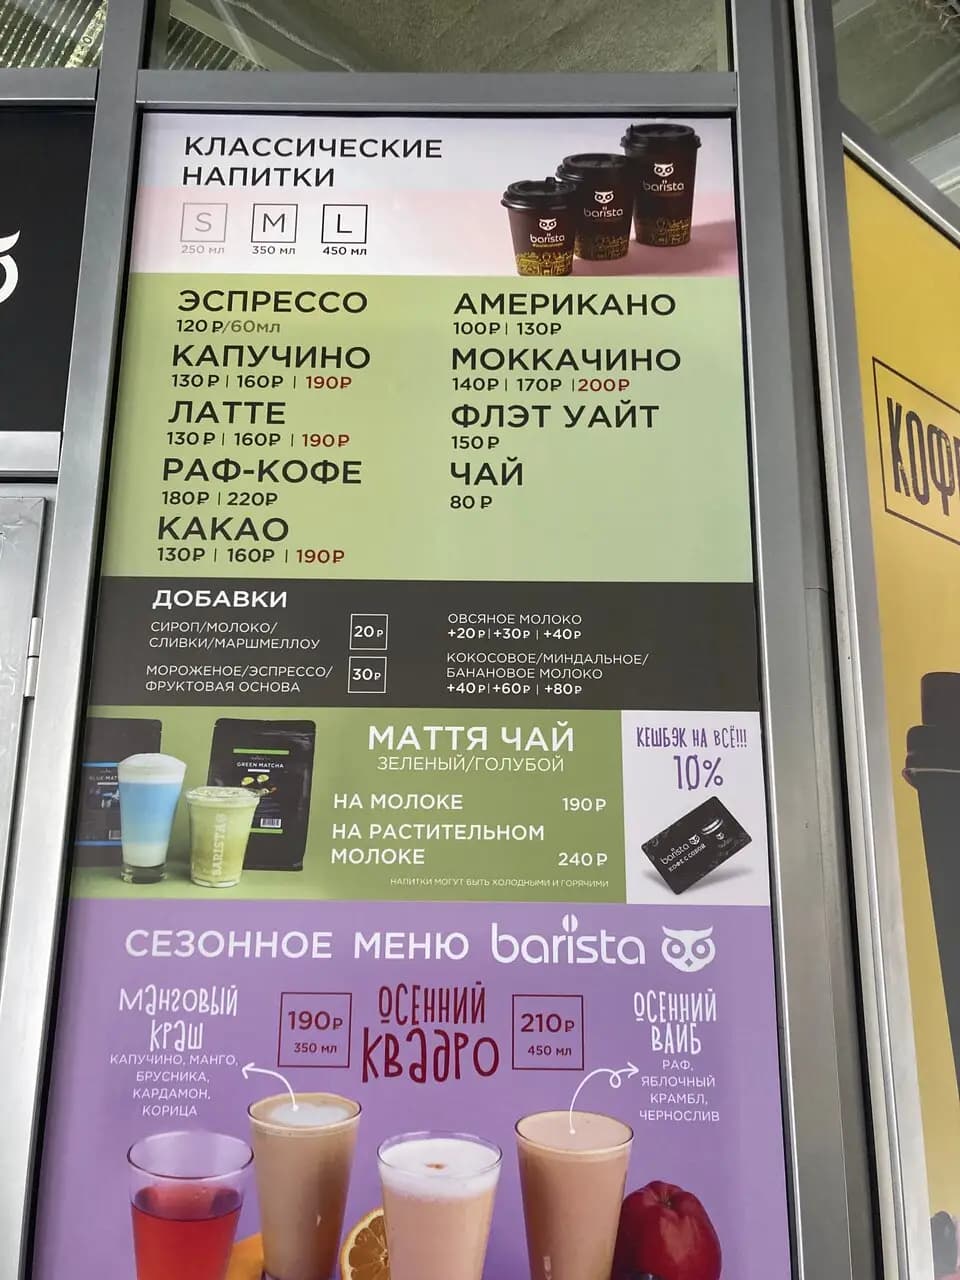 КЛАССИЧЕСКИЕ
НАПИТКИ
S M L
250 мл 350 мл 450 мл
barista
barista
barista
ЭСПРЕССО
120 ₽/60мл
КАПУЧИНО
130 ₽ | 160₽ | 190₽
ЛАТТЕ
130 ₽ | 160₽ | 190₽
РАФ-КОФЕ
180₽ | 220₽
КАКАО
130₽ | 160₽ | 190₽
АМЕРИКАНО
100₽ | 130₽
МОККАЧИНО
140₽ | 170₽ | 200₽
ФЛЭТ УАЙТ
150 ₽
ЧАЙ
80 ₽
ДОБАВКИ
СИРОП/МОЛОКО/
СЛИВКИ/МАРШМЕЛЛОУ
20₽
МОРОЖЕНОЕ/ЭСПРЕССО/
ФРУКТОВАЯ ОСНОВА
30₽
ОВСЯНОЕ МОЛОКО
+20₽|+30₽ | +40₽
КОКОСОВОЕ/МИНДАЛЬНОЕ/
БАНАНОВОЕ МОЛОКО
+40₽|+60₽ | +80₽
GREEN MATCHA
МАТТЯ ЧАЙ
ЗЕЛЕНЫЙ/ГОЛУБОЙ
НА МОЛОКЕ 190₽
НА РАСТИТЕЛЬНОМ
МОЛОКЕ 240₽
НАПИТКИ МОГУТ БЫТЬ ХОЛОДНЫМИ И ГОРЯЧИМИ
КЕШБЭК НА ВСЁ!!!
10%
barista
КОФЕ С СОБОЙ
СЕЗОННОЕ МЕНЮ barista
МАНГОВЫЙ
КРАШ
КАПУЧИНО, МАНГО,
БРУСНИКА,
КАРДАМОН,
КОРИЦА
190₽
350 мл
ОСЕННИЙ
КВАДРО
210₽
450 мл
ОСЕННИЙ
ВАЙБ
РАФ,
ЯБЛОЧНЫЙ
КРАМБЛ,
ЧЕРНОСЛИВ